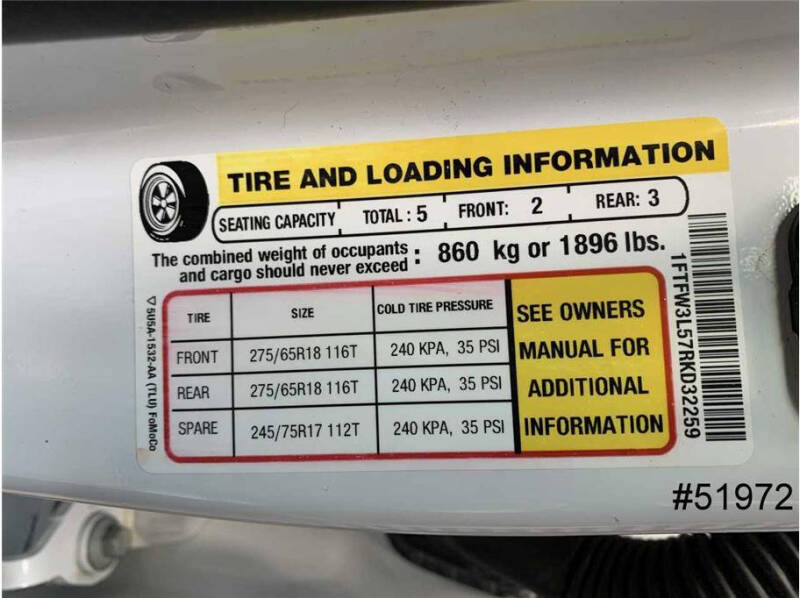 TIRE AND LOADING INFORMATION
SEATING CAPACITY TOTAL : 5 FRONT: 2 REAR: 3
The combined weight of occupants
and cargo should never exceed : 860 kg or 1896 lbs.
TIRE SIZE COLD TIRE PRESSURE
FRONT 275/65R18 116T 240 KPA, 35 PSI
REAR 275/65R18 116T 240 KPA, 35 PSI
SPARE 245/75R17 112T 240 KPA, 35 PSI
SEE OWNERS
MANUAL FOR
ADDITIONAL
INFORMATION
5U5A-1532-AA (TLU) FoMoCo
1FTFW3L57RKD32259
#51972